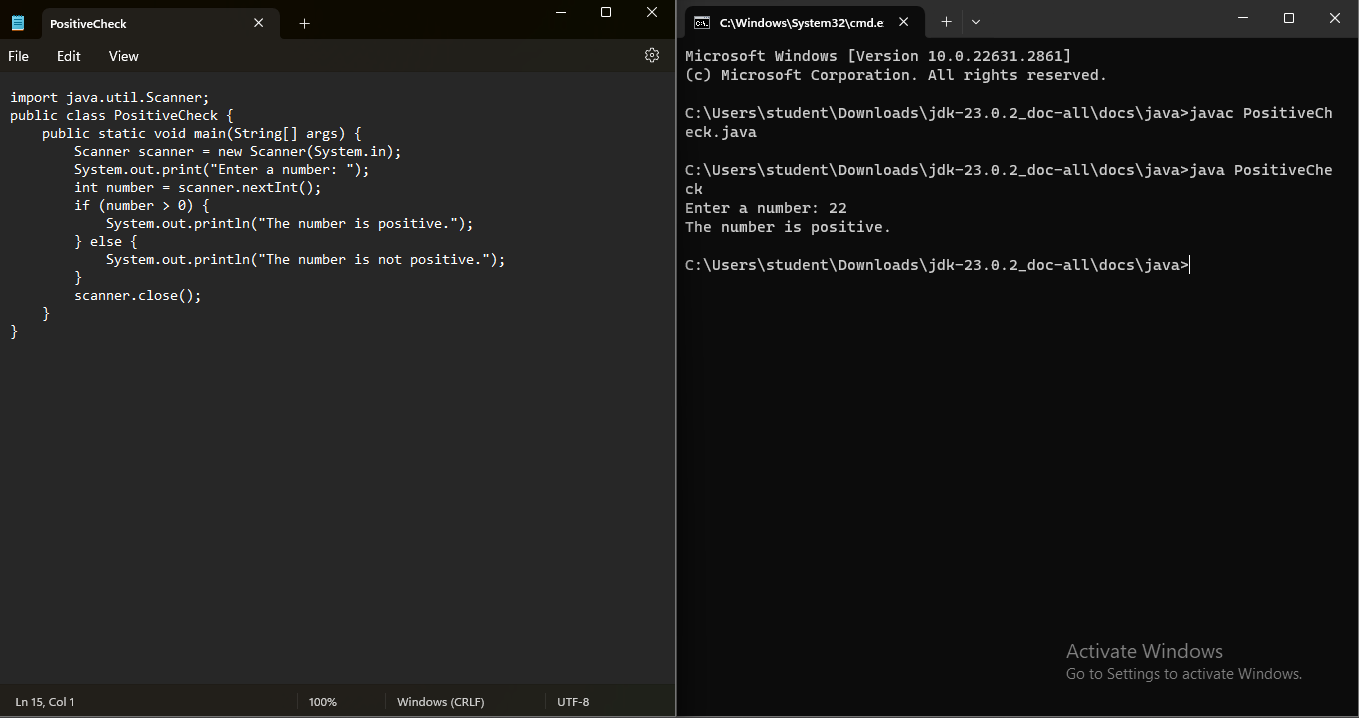 PositiveCheck
File Edit View
import java.util.Scanner;
public class PositiveCheck {
    public static void main(String[] args) {
        Scanner scanner = new Scanner(System.in);
        System.out.print("Enter a number: ");
        int number = scanner.nextInt();
        if (number > 0) {
            System.out.println("The number is positive.");
        } else {
            System.out.println("The number is not positive.");
        }
        scanner.close();
    }
}
Ln 15, Col 1 100% Windows (CRLF) UTF-8
C:\Windows\System32\cmd.e
Microsoft Windows [Version 10.0.22631.2861]
(c) Microsoft Corporation. All rights reserved.
C:\Users\student\Downloads\jdk-23.0.2_doc-all\docs\java>javac PositiveCh
eck.java
C:\Users\student\Downloads\jdk-23.0.2_doc-all\docs\java>java PositiveChe
ck
Enter a number: 22
The number is positive.
C:\Users\student\Downloads\jdk-23.0.2_doc-all\docs\java>
Activate Windows
Go to Settings to activate Windows.